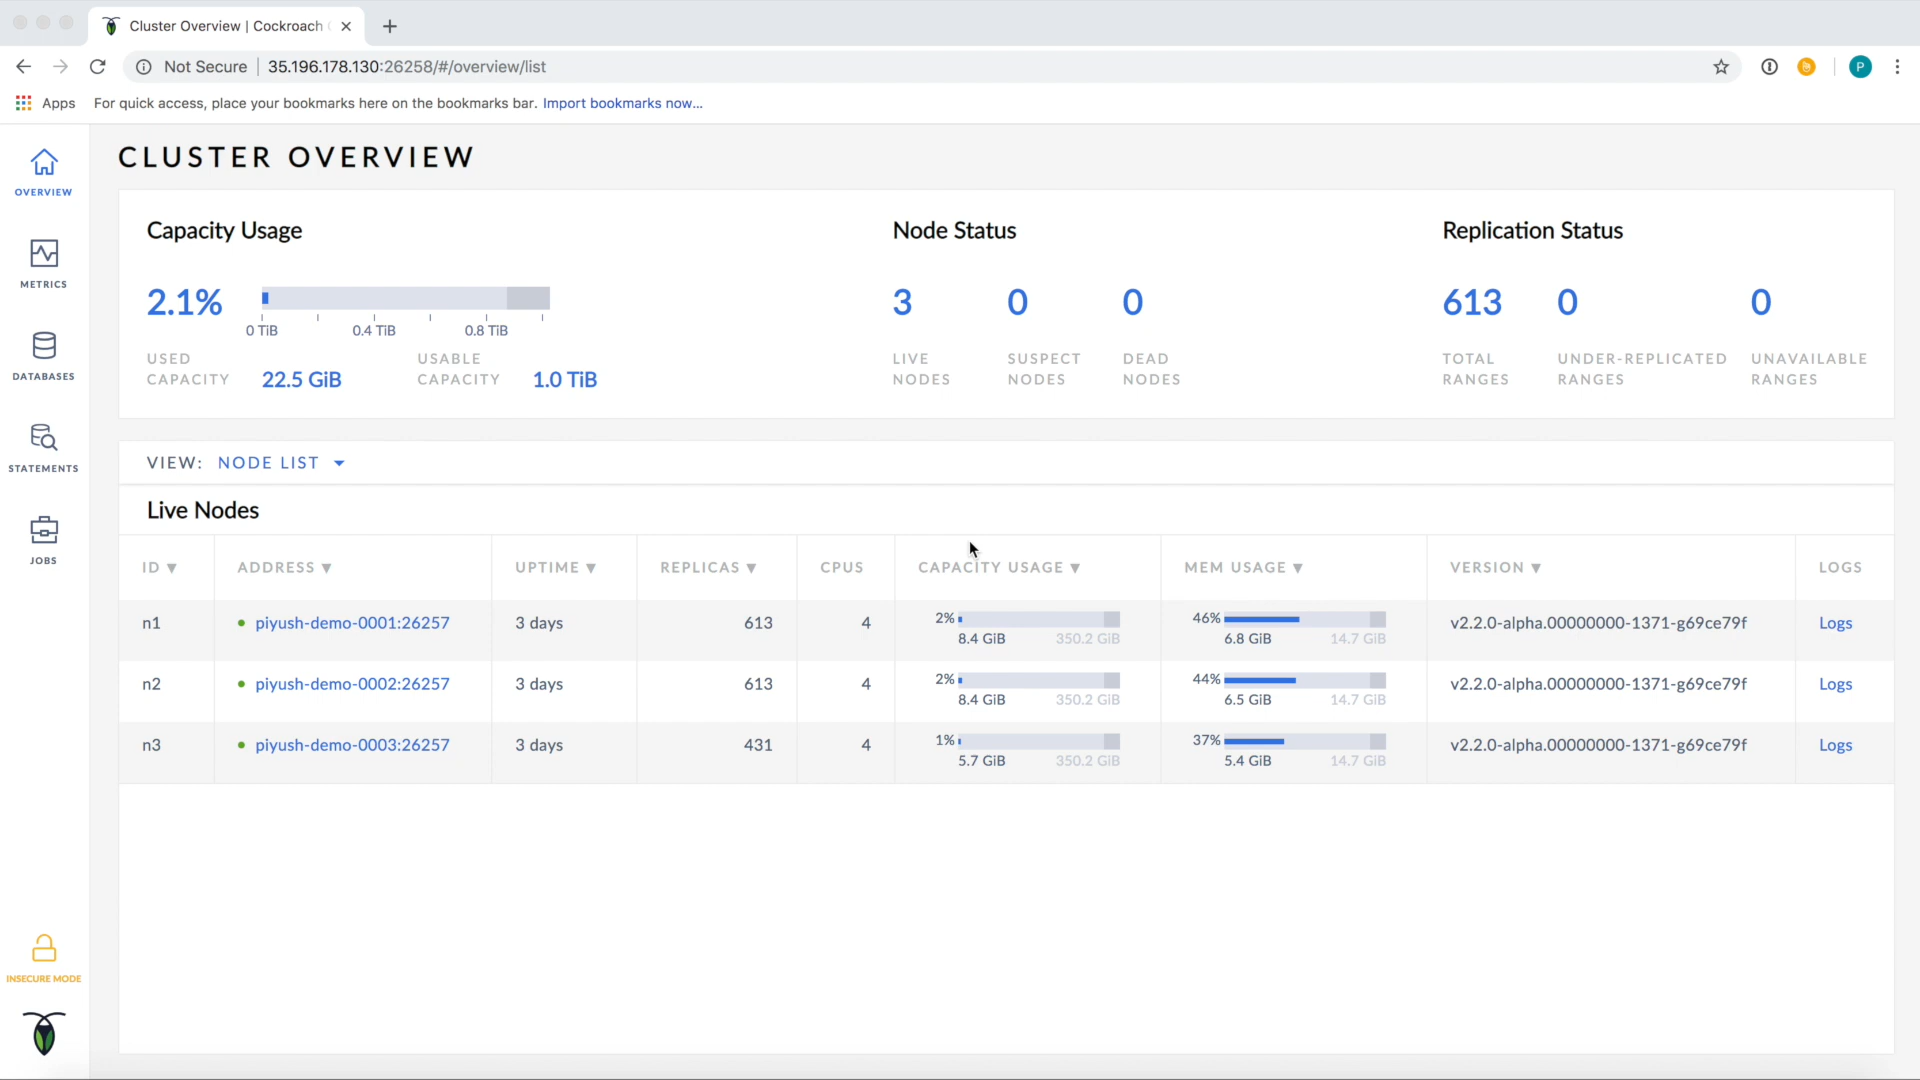 Cluster Overview | Cockroach
Not Secure 35.196.178.130:26258/#/overview/list
P
Apps For quick access, place your bookmarks here on the bookmarks bar. Import bookmarks now...
CLUSTER OVERVIEW
OVERVIEW
METRICS
DATABASES
STATEMENTS
JOBS
INSECURE MODE
Capacity Usage
2.1%
0 TiB 0.4 TiB 0.8 TiB
USED CAPACITY 22.5 GiB
USABLE CAPACITY 1.0 TiB
Node Status
3 0 0
LIVE NODES
SUSPECT NODES
DEAD NODES
Replication Status
613 0 0
TOTAL RANGES
UNDER-REPLICATED RANGES
UNAVAILABLE RANGES
VIEW: NODE LIST
Live Nodes
ID ▼ ADDRESS ▼ UPTIME ▼ REPLICAS ▼ CPUS CAPACITY USAGE ▼ MEM USAGE ▼ VERSION ▼ LOGS
n1 piyush-demo-0001:26257 3 days 613 4 2% 8.4 GiB 350.2 GiB 46% 6.8 GiB 14.7 GiB v2.2.0-alpha.00000000-1371-g69ce79f Logs
n2 piyush-demo-0002:26257 3 days 613 4 2% 8.4 GiB 350.2 GiB 44% 6.5 GiB 14.7 GiB v2.2.0-alpha.00000000-1371-g69ce79f Logs
n3 piyush-demo-0003:26257 3 days 431 4 1% 5.7 GiB 350.2 GiB 37% 5.4 GiB 14.7 GiB v2.2.0-alpha.00000000-1371-g69ce79f Logs